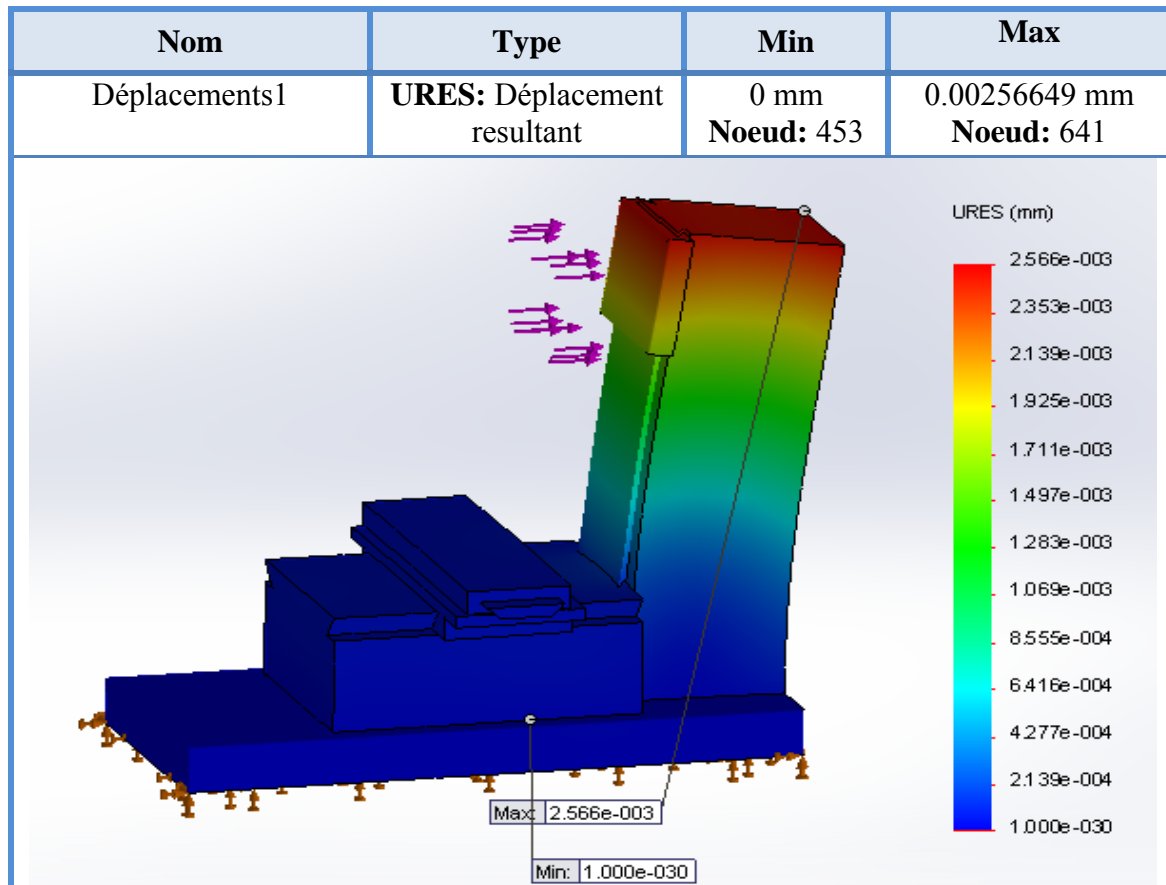 Nom Type Min Max
Déplacements1 URES: Déplacement resultant 0 mm Noeud: 453 0.00256649 mm Noeud: 641
URES (mm)
2.566e-003
2.353e-003
2.139e-003
1.925e-003
1.711e-003
1.497e-003
1.283e-003
1.069e-003
8.555e-004
6.416e-004
4.277e-004
2.139e-004
1.000e-030
Max: 2.566e-003
Min: 1.000e-030